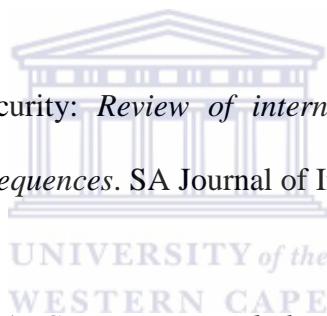 curity: Review of intern
equences. SA Journal of I
UNIVERSITY of the
WESTERN CAPE